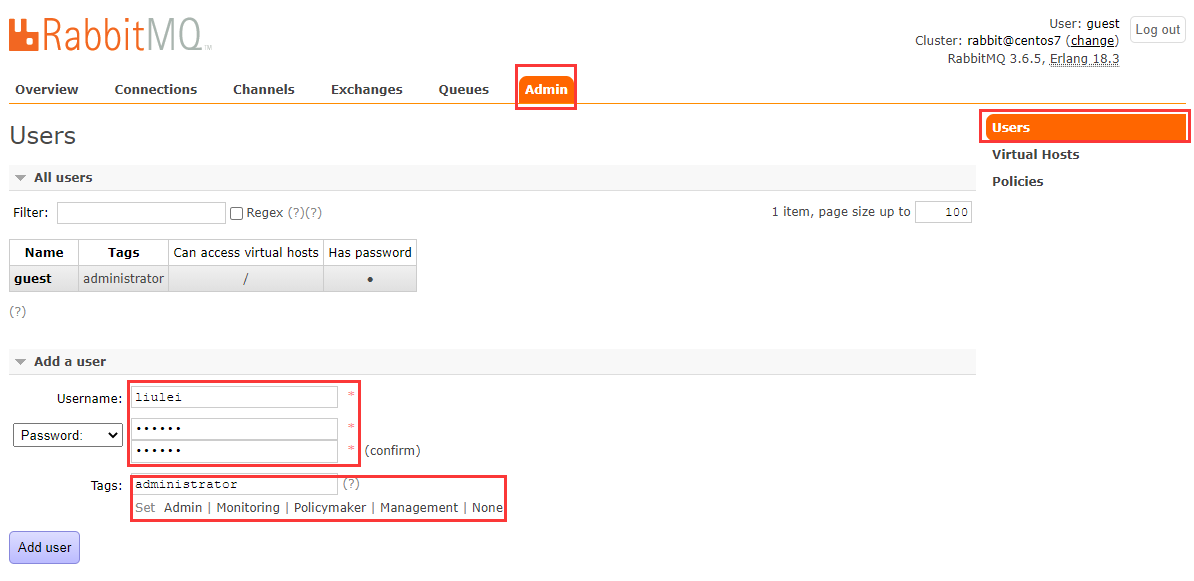 RabbitMQ™
User: guest
Log out
Cluster: rabbit@centos7 (change)
RabbitMQ 3.6.5, Erlang 18.3
Overview Connections Channels Exchanges Queues Admin
Users
Virtual Hosts
Policies
Users
All users
Filter: Regex (?)(?) 1 item, page size up to 100
Name Tags Can access virtual hosts Has password
guest administrator / •
(?)
Add a user
Username: liulei *
Password: •••••• *
•••••• * (confirm)
Tags: administrator (?)
Set Admin | Monitoring | Policymaker | Management | None
Add user